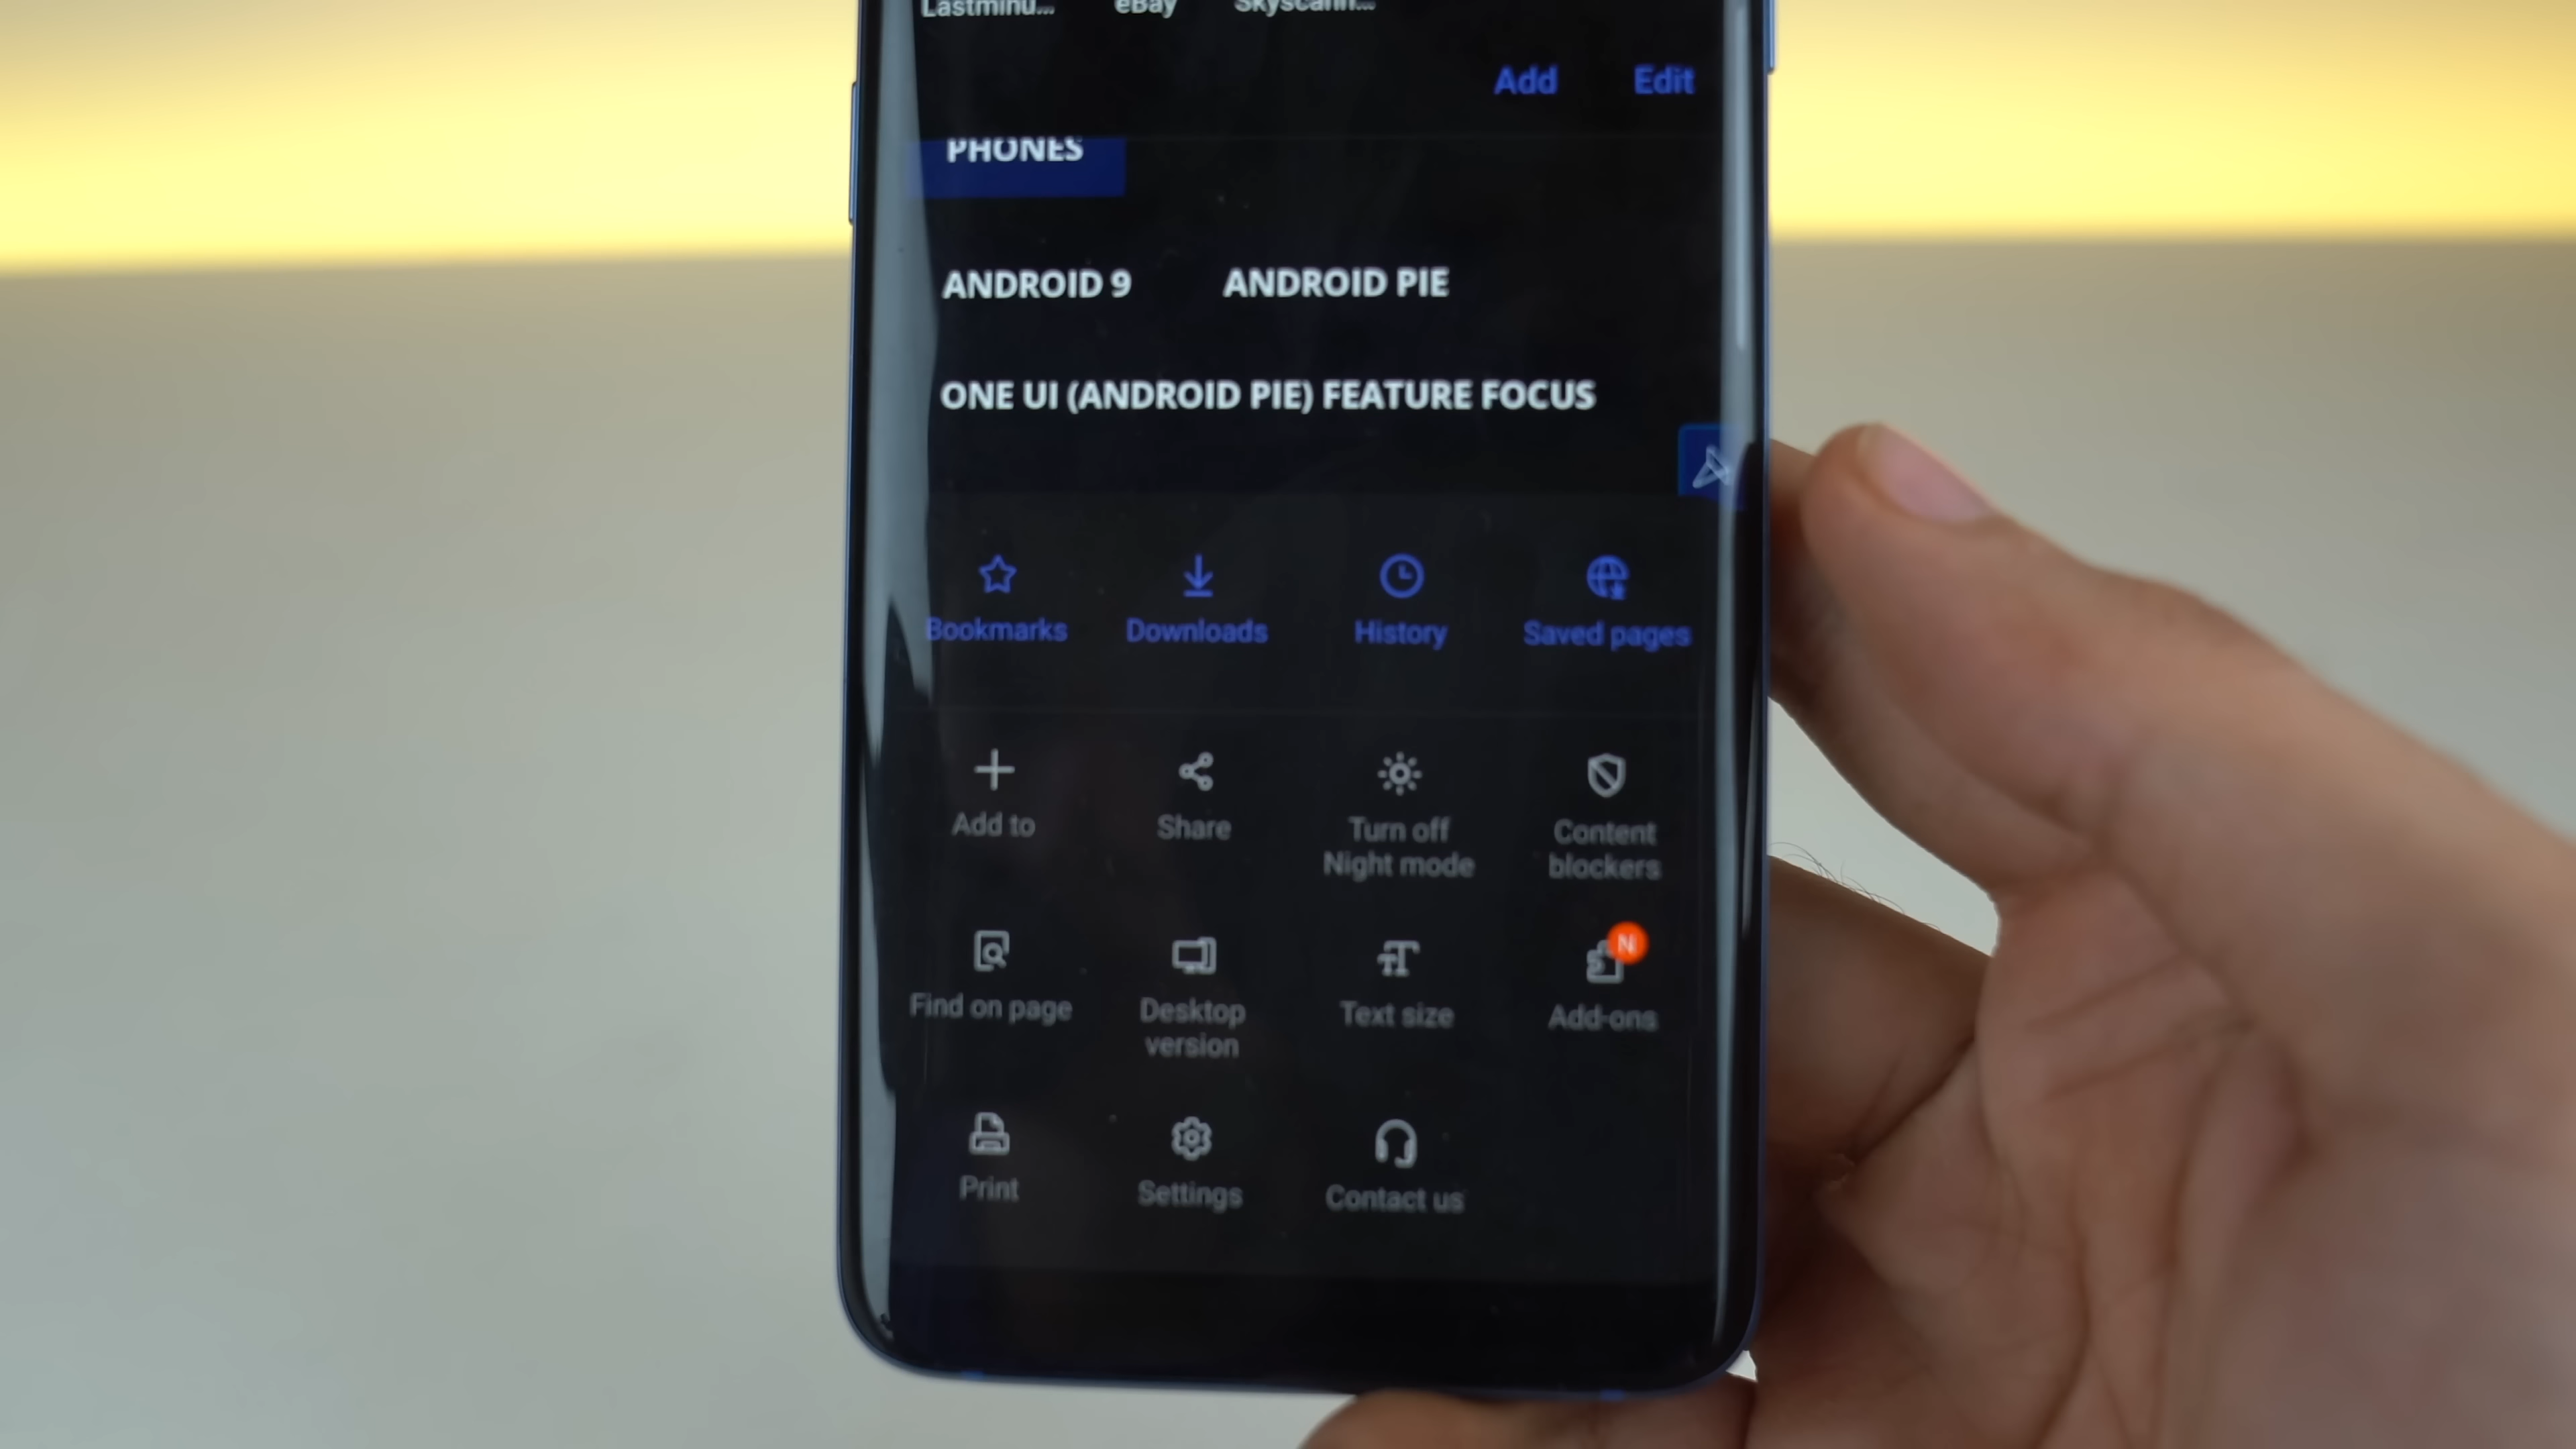 Lastminu... eBay Skyscann...
Add Edit
PHONES
ANDROID 9 ANDROID PIE
ONE UI (ANDROID PIE) FEATURE FOCUS
Bookmarks Downloads History Saved pages
Add to Share Turn off Content
Night mode blockers
N
Find on page Desktop Text size Add-ons
version
Print Settings Contact us